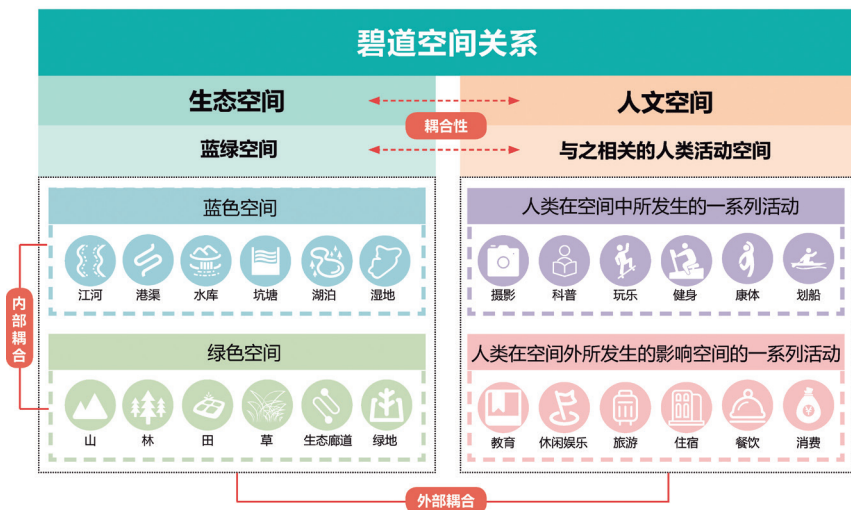 碧道空间关系
生态空间
人文空间
耦合性
蓝绿空间
与之相关的人类活动空间
蓝色空间
江河 港渠 水库 坑塘 湖泊 湿地
内部耦合
绿色空间
山 林 田 草 生态廊道 绿地
人类在空间中所发生的一系列活动
摄影 科普 玩乐 健身 康体 划船
人类在空间外所发生的影响空间的一系列活动
教育 休闲娱乐 旅游 住宿 餐饮 消费
外部耦合